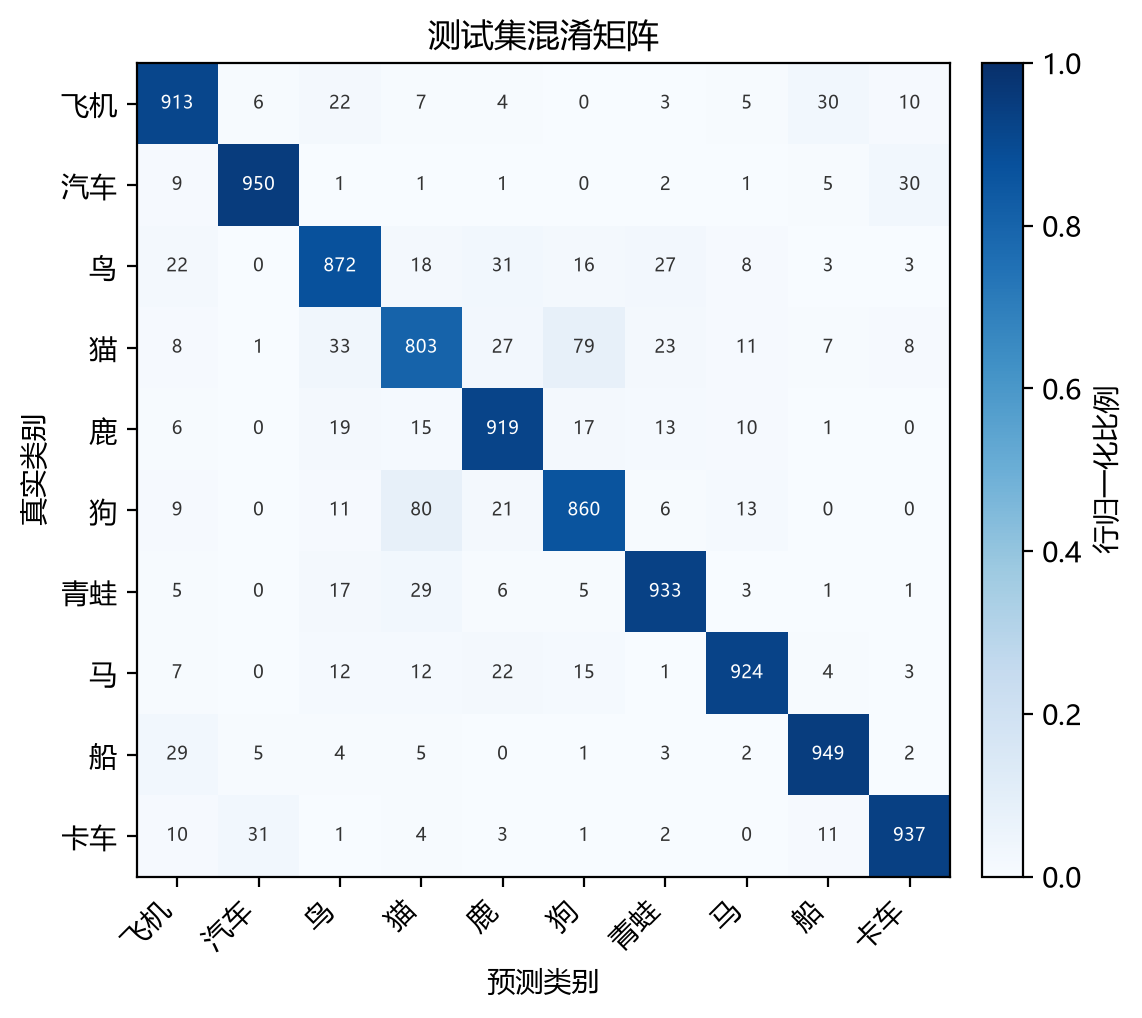 测试集混淆矩阵
飞机 913 6 22 7 4 0 3 5 30 10
汽车 9 950 1 1 1 0 2 1 5 30
鸟 22 0 872 18 31 16 27 8 3 3
猫 8 1 33 803 27 79 23 11 7 8
鹿 6 0 19 15 919 17 13 10 1 0
狗 9 0 11 80 21 860 6 13 0 0
青蛙 5 0 17 29 6 5 933 3 1 1
马 7 0 12 12 22 15 1 924 4 3
船 29 5 4 5 0 1 3 2 949 2
卡车 10 31 1 4 3 1 2 0 11 937
飞机 汽车 鸟 猫 鹿 狗 青蛙 马 船 卡车
预测类别
真实类别
1.0
0.8
0.6
0.4
0.2
0.0
行归一化比例